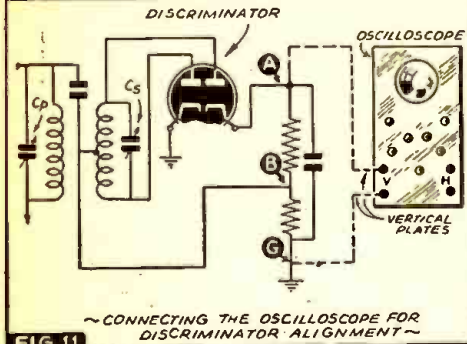 DISCRIMINATOR
OSCILLOSCOPE
A
Cp
Cs
B
V
H
VERTICAL
PLATES
G
~CONNECTING THE OSCILLOSCOPE FOR
DISCRIMINATOR ALIGNMENT~
FIG 11